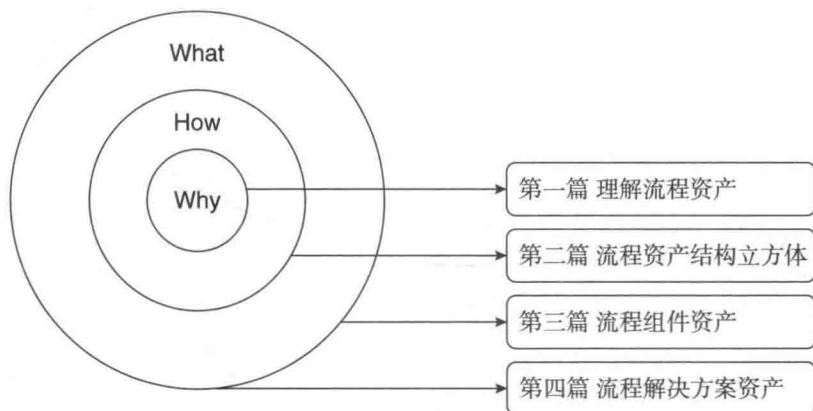 What
How
Why
第一篇 理解流程资产
第二篇 流程资产结构立方体
第三篇 流程组件资产
第四篇 流程解决方案资产